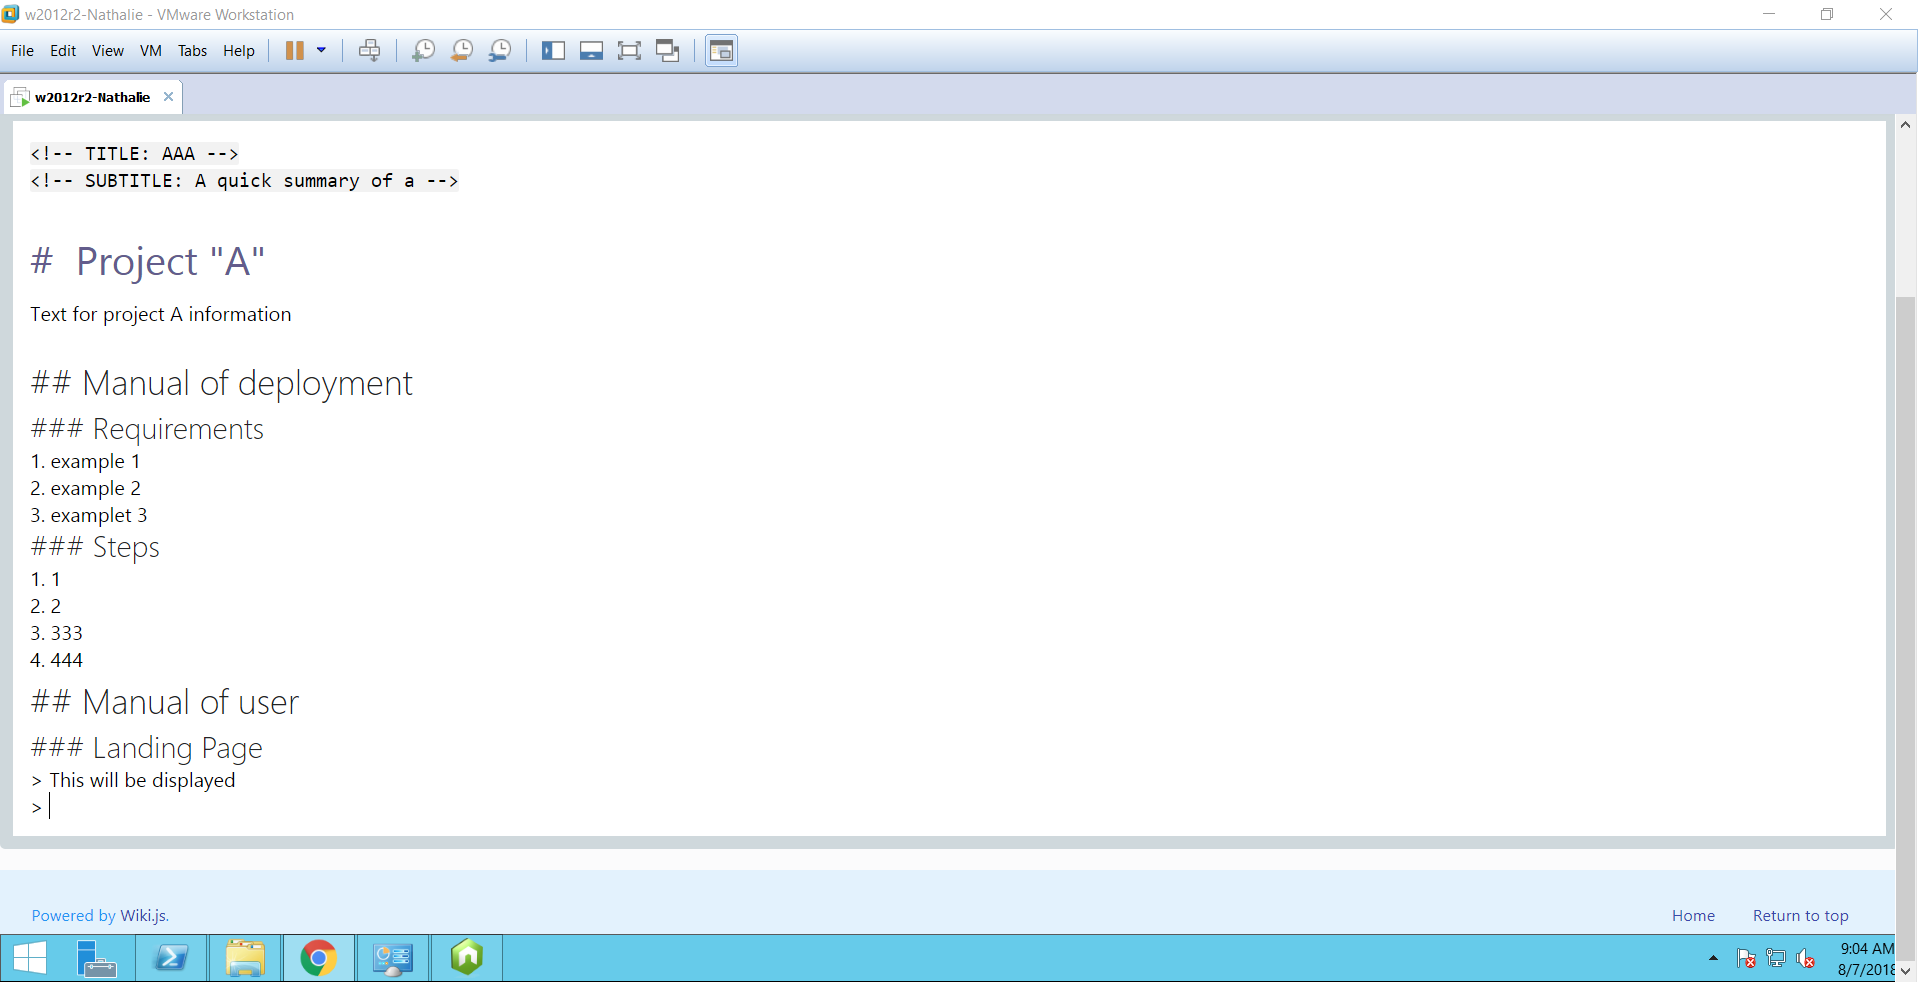 w2012r2-Nathalie - VMware Workstation
File Edit View VM Tabs Help
w2012r2-Nathalie
<!-- TITLE: AAA -->
<!-- SUBTITLE: A quick summary of a -->
# Project "A"
Text for project A information
## Manual of deployment
### Requirements
1. example 1
2. example 2
3. examplet 3
### Steps
1. 1
2. 2
3. 333
4. 444
## Manual of user
### Landing Page
> This will be displayed
>
Powered by Wiki.js.
Home Return to top
9:04 AM
8/7/2018